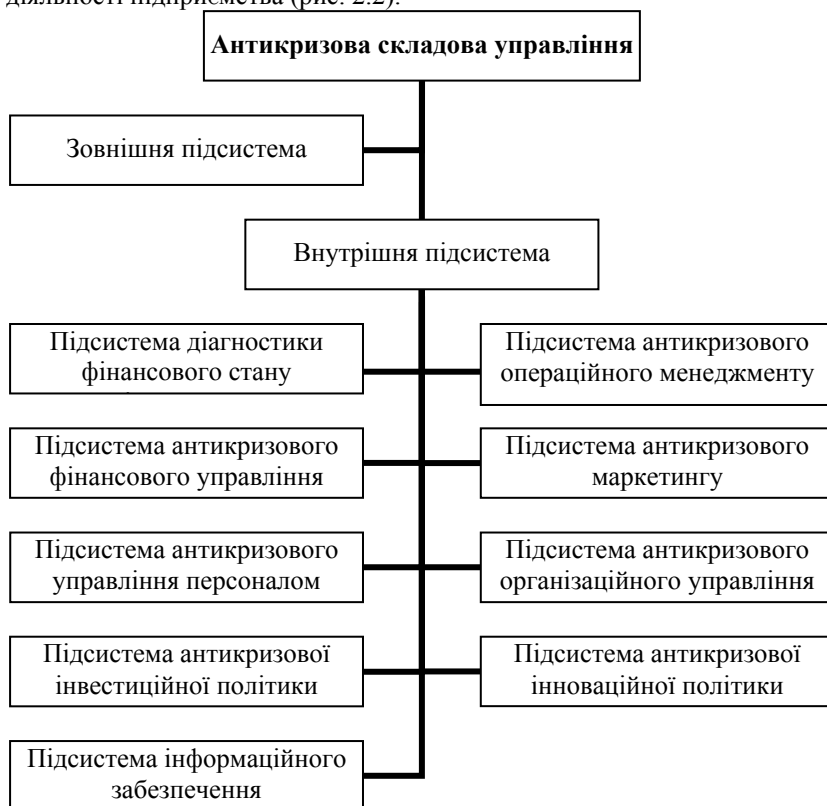 діяльності підприємства (рис. 2.2).
Антикризова складова управління
Зовнішня підсистема
Внутрішня підсистема
Підсистема діагностики
фінансового стану
Підсистема антикризового
операційного менеджменту
Підсистема антикризового
фінансового управління
Підсистема антикризового
маркетингу
Підсистема антикризового
управління персоналом
Підсистема антикризового
організаційного управління
Підсистема антикризової
інвестиційної політики
Підсистема антикризової
інноваційної політики
Підсистема інформаційного
забезпечення